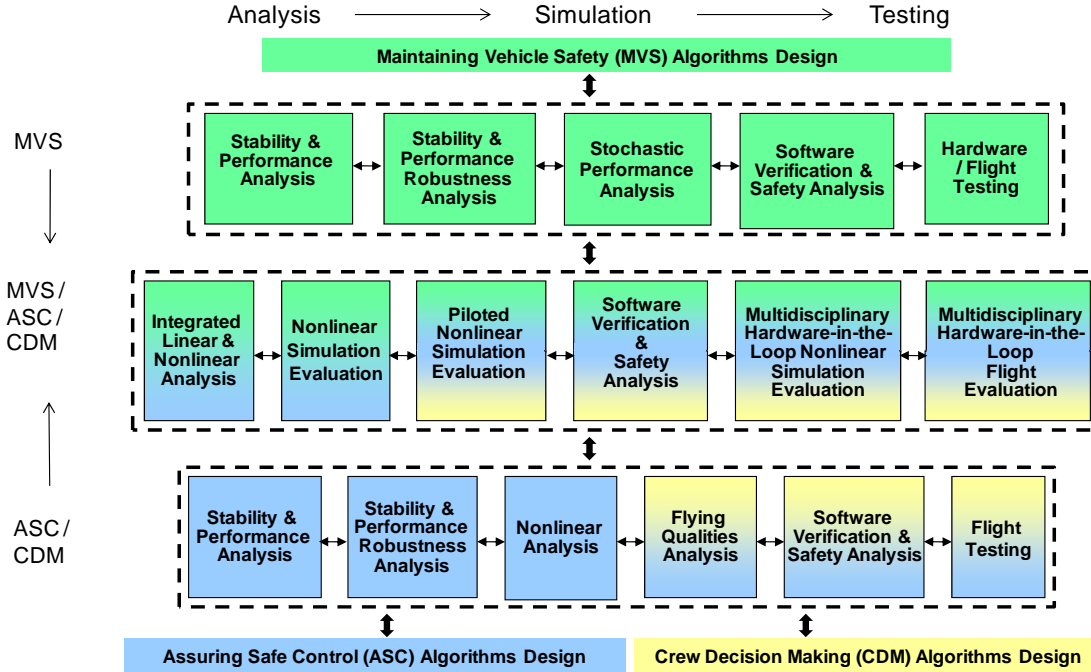 Analysis Simulation Testing
Maintaining Vehicle Safety (MVS) Algorithms Design
MVS
Stability &
Performance
Analysis
Stability &
Performance
Robustness
Analysis
Stochastic
Performance
Analysis
Software
Verification &
Safety Analysis
Hardware
/ Flight
Testing
MVS /
ASC /
CDM
Integrated
Linear &
Nonlinear
Analysis
Nonlinear
Simulation
Evaluation
Piloted
Nonlinear
Simulation
Evaluation
Software
Verification
&
Safety
Analysis
Multidisciplinary
Hardware-in-the-
Loop Nonlinear
Simulation
Evaluation
Multidisciplinary
Hardware-in-the-
Loop
Flight
Evaluation
ASC /
CDM
Stability &
Performance
Analysis
Stability &
Performance
Robustness
Analysis
Nonlinear
Analysis
Flying
Qualities
Analysis
Software
Verification &
Safety Analysis
Flight
Testing
Assuring Safe Control (ASC) Algorithms Design
Crew Decision Making (CDM) Algorithms Design